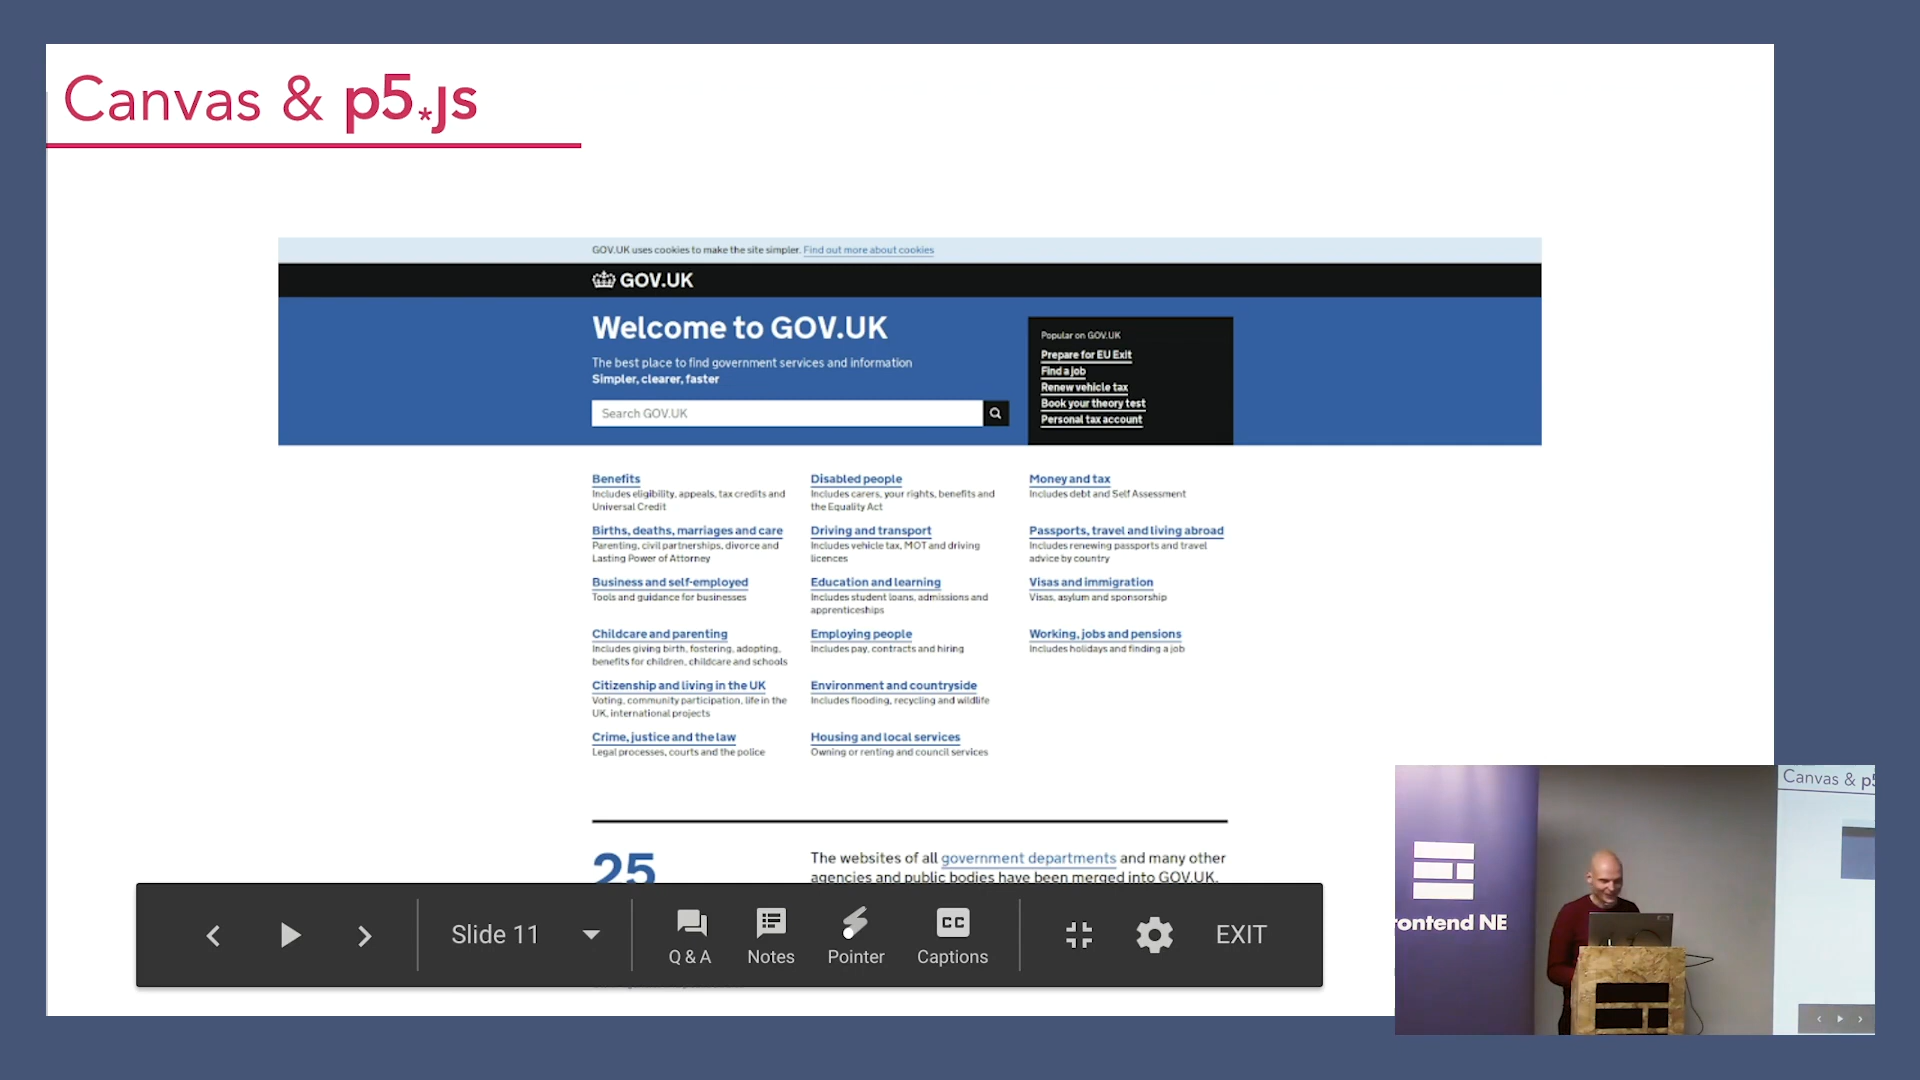 Canvas & p5.js
GOV.UK uses cookies to make the site simpler. Find out more about cookies
GOV.UK
Welcome to GOV.UK
The best place to find government services and information
Simpler, clearer, faster
Search GOV.UK
Popular on GOV.UK
Prepare for EU Exit
Find a job
Renew vehicle tax
Book your theory test
Personal tax account
Benefits
Includes eligibility, appeals, tax credits and
Universal Credit
Births, deaths, marriages and care
Parenting, civil partnerships, divorce and
Lasting Power of Attorney
Business and self-employed
Tools and guidance for businesses
Childcare and parenting
Includes giving birth, fostering, adopting,
benefits for children, childcare and schools
Citizenship and living in the UK
Voting, community participation, life in the
UK, international projects
Crime, justice and the law
Legal processes, courts and the police
Disabled people
Includes carers, your rights, benefits and
the Equality Act
Driving and transport
Includes vehicle tax, MOT and driving
licences
Education and learning
Includes student loans, admissions and
apprenticeships
Employing people
Includes pay, contracts and hiring
Environment and countryside
Includes flooding, recycling and wildlife
Housing and local services
Owning or renting and council services
Money and tax
Includes debt and Self Assessment
Passports, travel and living abroad
Includes renewing passports and travel
advice by country
Visas and immigration
Visas, asylum and sponsorship
Working, jobs and pensions
Includes holidays and finding a job
25
The websites of all government departments and many other
agencies and public bodies have been merged into GOV.UK.
Slide 11
Q & A
Notes
Pointer
CC
Captions
EXIT
Canvas & p5
ontend NE